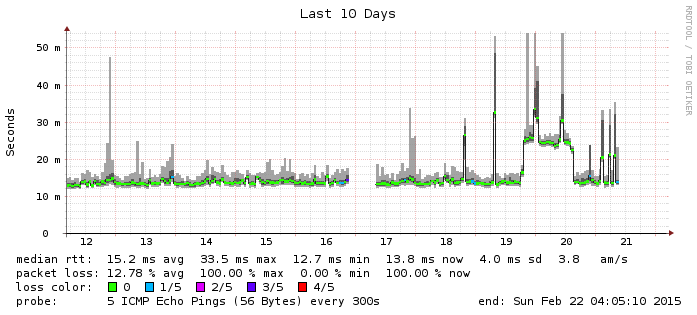 Last 10 Days
RRDTOOL / TOBI OETIKER
Seconds
50 m
40 m
30 m
20 m
10 m
0
12 13 14 15 16 17 18 19 20 21
median rtt: 15.2 ms avg 33.5 ms max 12.7 ms min 13.8 ms now 4.0 ms sd 3.8 am/s
packet loss: 12.78 % avg 100.00 % max 0.00 % min 100.00 % now
loss color: 0 1/5 2/5 3/5 4/5
probe: 5 ICMP Echo Pings (56 Bytes) every 300s end: Sun Feb 22 04:05:10 2015